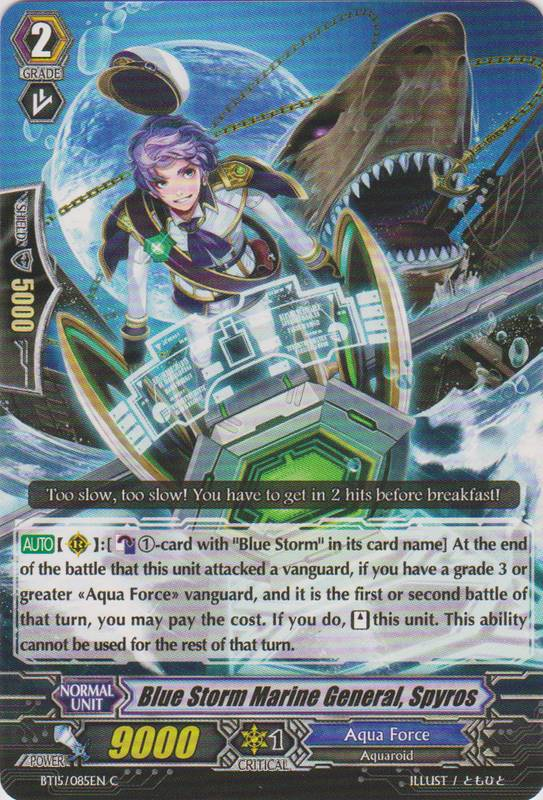 2
GRADE
SHIELD
5000
Too slow, too slow! You have to get in 2 hits before breakfast!
AUTO【 】:[ ①-card with "Blue Storm" in its card name] At the end
of the battle that this unit attacked a vanguard, if you have a grade 3 or
greater «Aqua Force» vanguard, and it is the first or second battle of
that turn, you may pay the cost. If you do, this unit. This ability
cannot be used for the rest of that turn.
NORMAL
UNIT
Blue Storm Marine General, Spyros
POWER
9000
1
CRITICAL
Aqua Force
Aquaroid
BT15/085EN C
ILLUST / ともひと